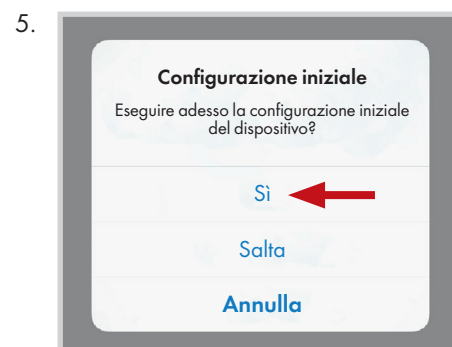 5.
Configurazione iniziale
Eseguire adesso la configurazione iniziale
del dispositivo?
Sì
Salta
Annulla